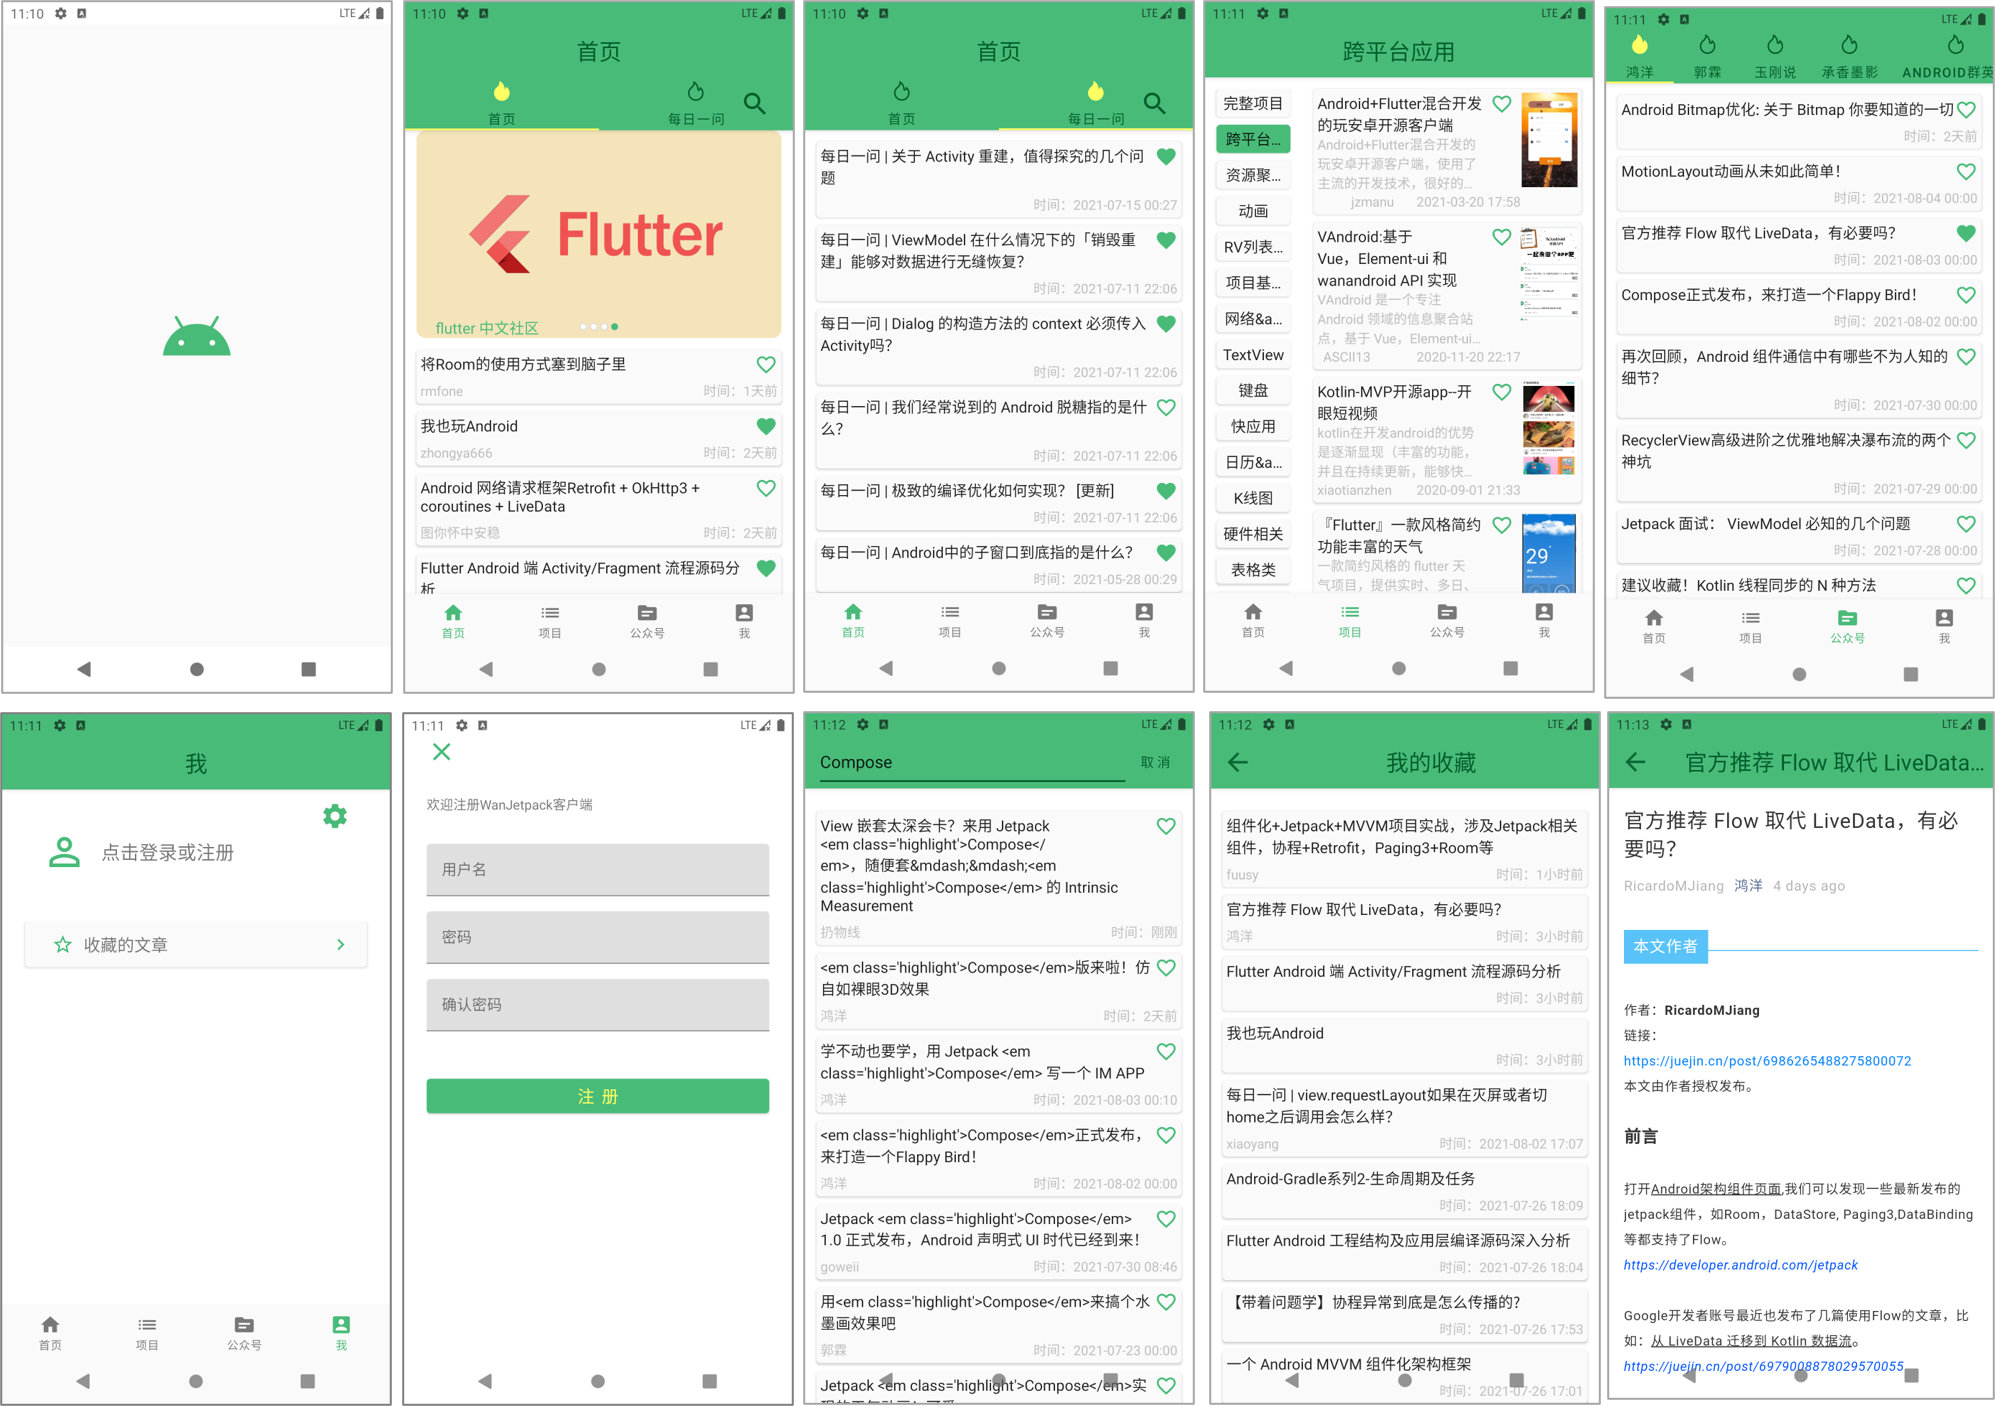 11:10
LTE
11:10
LTE
首页
首页
每日一问
Flutter
flutter 中文社区
将Room的使用方式塞到脑子里
rmfone
时间：1天前
我也玩Android
zhongya666
时间：2天前
Android 网络请求框架Retrofit + OkHttp3 +
coroutines + LiveData
图你怀中安稳
时间：2天前
Flutter Android 端 Activity/Fragment 流程源码分
析
首页
项目
公众号
我
11:10
LTE
首页
首页
每日一问
每日一问 | 关于 Activity 重建，值得探究的几个问
题
时间：2021-07-15 00:27
每日一问 | ViewModel 在什么情况下的「销毁重
建」能够对数据进行无缝恢复？
时间：2021-07-11 22:06
每日一问 | Dialog 的构造方法的 context 必须传入
Activity吗？
时间：2021-07-11 22:06
每日一问 | 我们经常说到的 Android 脱糖指的是什
么？
时间：2021-07-11 22:06
每日一问 | 极致的编译优化如何实现？ [更新]
时间：2021-07-11 22:06
每日一问 | Android中的子窗口到底指的是什么？
时间：2021-05-28 00:29
首页
项目
公众号
我
11:11
LTE
跨平台应用
完整项目
跨平台...
资源聚...
动画
RV列表...
项目基...
网络&a...
TextView
键盘
快应用
日历&a...
K线图
硬件相关
表格类
Android+Flutter混合开发
的玩安卓开源客户端
Android+Flutter混合开发的
玩安卓开源客户端，使用了
主流的开发技术，很好的...
jzmanu
2021-03-20 17:58
VAndroid:基于
Vue，Element-ui 和
wanandroid API 实现
VAndroid 是一个专注
Android 领域的信息聚合站
点，基于 Vue，Element-ui...
ASCII13
2020-11-20 22:17
Kotlin-MVP开源app--开
眼短视频
kotlin在开发android的优势
是逐渐显现（丰富的功能，
并且在持续更新，能够快...
xiaotianzhen
2020-09-01 21:33
『Flutter』一款风格简约
功能丰富的天气
一款简约风格的 flutter 天
气项目，提供实时、多日、
29
首页
项目
公众号
我
11:11
LTE
鸿洋
郭霖
玉刚说
承香墨影
ANDROID群英
Android Bitmap优化: 关于 Bitmap 你要知道的一切
时间：2天前
MotionLayout动画从未如此简单！
时间：2021-08-04 00:00
官方推荐 Flow 取代 LiveData，有必要吗？
时间：2021-08-03 00:00
Compose正式发布，来打造一个Flappy Bird！
时间：2021-08-02 00:00
再次回顾，Android 组件通信中有哪些不为人知的
细节？
时间：2021-07-30 00:00
RecyclerView高级进阶之优雅地解决瀑布流的两个
神坑
时间：2021-07-29 00:00
Jetpack 面试： ViewModel 必知的几个问题
时间：2021-07-28 00:00
建议收藏！Kotlin 线程同步的 N 种方法
首页
项目
公众号
我
11:11
LTE
我
点击登录或注册
收藏的文章
首页
项目
公众号
我
11:11
LTE
欢迎注册WanJetpack客户端
用户名
密码
确认密码
注 册
11:12
LTE
Compose
取消
View 嵌套太深会卡？来用 Jetpack
<em class='highlight'>Compose</
em>，随便套&mdash;&mdash;<em
class='highlight'>Compose</em> 的 Intrinsic
Measurement
扔物线
时间：刚刚
<em class='highlight'>Compose</em>版来啦！仿
自如裸眼3D效果
鸿洋
时间：2天前
学不动也要学，用 Jetpack <em
class='highlight'>Compose</em> 写一个 IM APP
鸿洋
时间：2021-08-03 00:10
<em class='highlight'>Compose</em>正式发布，
来打造一个Flappy Bird！
鸿洋
时间：2021-08-02 00:00
Jetpack <em class='highlight'>Compose</em>
1.0 正式发布，Android 声明式 UI 时代已经到来！
goweii
时间：2021-07-30 08:46
用<em class='highlight'>Compose</em>来搞个水
墨画效果吧
郭霖
时间：2021-07-23 00:00
Jetpack <em class='highlight'>Compose</em>实
11:12
LTE
我的收藏
组件化+Jetpack+MVVM项目实战，涉及Jetpack相关
组件，协程+Retrofit，Paging3+Room等
fuusy
时间：1小时前
官方推荐 Flow 取代 LiveData，有必要吗？
鸿洋
时间：3小时前
Flutter Android 端 Activity/Fragment 流程源码分析
时间：3小时前
我也玩Android
时间：3小时前
每日一问 | view.requestLayout如果在灭屏或者切
home之后调用会怎么样？
xiaoyang
时间：2021-08-02 17:07
Android-Gradle系列2-生命周期及任务
时间：2021-07-26 18:09
Flutter Android 工程结构及应用层编译源码深入分析
时间：2021-07-26 18:04
【带着问题学】协程异常到底是怎么传播的？
时间：2021-07-26 17:53
一个 Android MVVM 组件化架构框架
时间：2021-07-26 17:01
11:13
LTE
官方推荐 Flow 取代 LiveData...
官方推荐 Flow 取代 LiveData，有必
要吗？
RicardoMJiang 鸿洋 4 days ago
本文作者
作者：RicardoMJiang
链接：
https://juejin.cn/post/6986265488275800072
本文由作者授权发布。
前言
打开Android架构组件页面,我们可以发现一些最新发布的
jetpack组件，如Room，DataStore, Paging3,DataBinding
等都支持了Flow。
https://developer.android.com/jetpack
Google开发者账号最近也发布了几篇使用Flow的文章，比
如：从 LiveData 迁移到 Kotlin 数据流。
https://juejin.cn/post/6979008878029570055